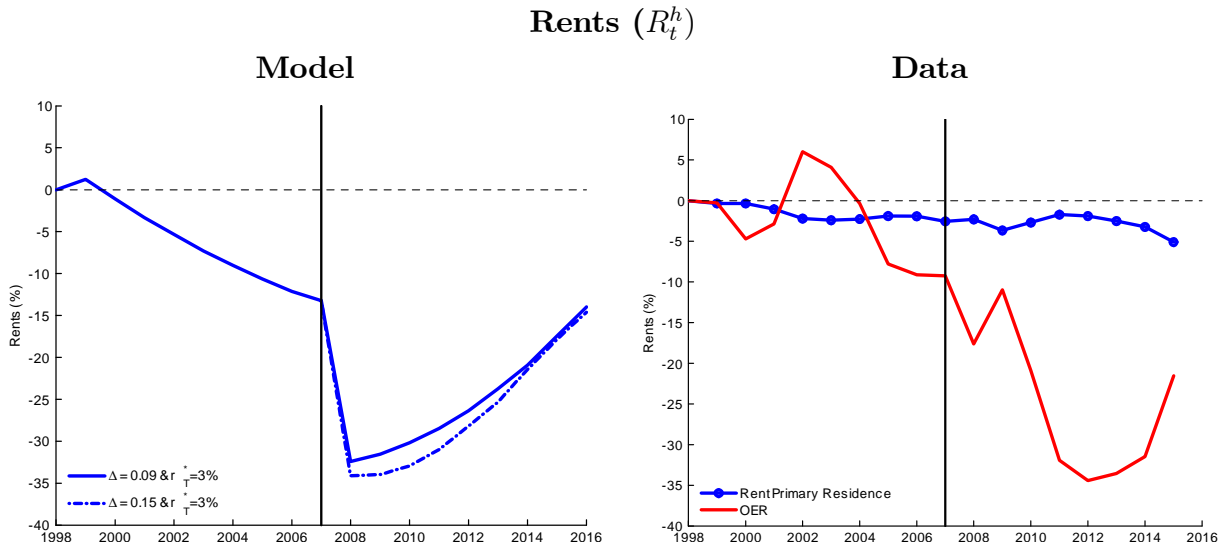 Rents (R_t^h)
Model
Data
10
5
0
-5
-10
-15
-20
-25
-30
-35
-40
Rents (%)
Δ = 0.09 & r*_T=3%
Δ = 0.15 & r*_T=3%
1998 2000 2002 2004 2006 2008 2010 2012 2014 2016
10
5
0
-5
-10
-15
-20
-25
-30
-35
-40
Rents (%)
Rent Primary Residence
OER
1998 2000 2002 2004 2006 2008 2010 2012 2014 2016